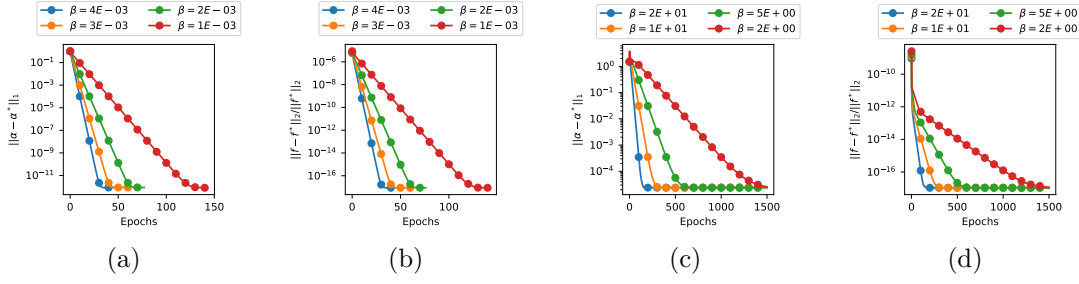 β = 4E−03 β = 2E−03
β = 3E−03 β = 1E−03
10⁻¹
10⁻³
10⁻⁵
10⁻⁷
10⁻⁹
10⁻¹¹
||α − α*||₁
0 50 100 150
Epochs
(a)
β = 4E−03 β = 2E−03
β = 3E−03 β = 1E−03
10⁻⁶
10⁻⁸
10⁻¹⁰
10⁻¹²
10⁻¹⁴
10⁻¹⁶
||f − f*||₂/||f*||₂
0 50 100
Epochs
(b)
β = 2E+01 β = 5E+00
β = 1E+01 β = 2E+00
10⁰
10⁻¹
10⁻²
10⁻³
10⁻⁴
||α − α*||₁
0 500 1000 1500
Epochs
(c)
β = 2E+01 β = 5E+00
β = 1E+01 β = 2E+00
10⁻¹⁰
10⁻¹²
10⁻¹⁴
10⁻¹⁶
||f − f*||₂/||f*||₂
0 500 1000 1500
Epochs
(d)